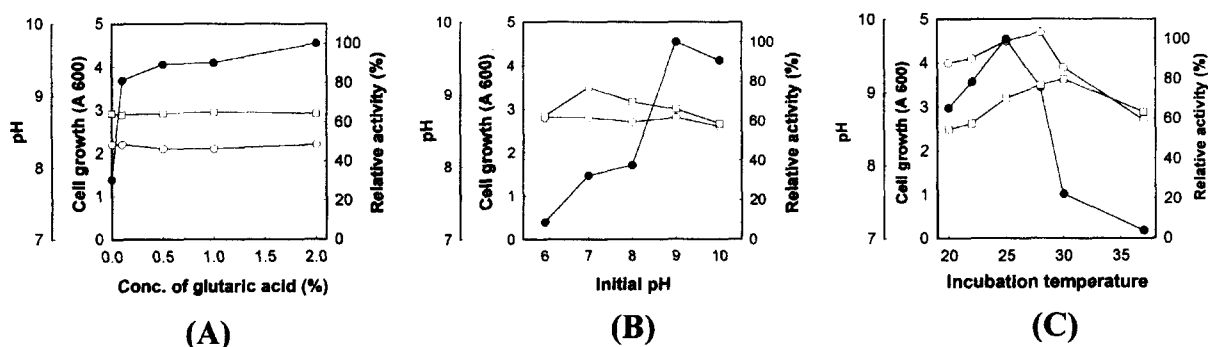 10
9
8
7
pH
5
4
3
2
1
0
Cell growth (A 600)
100
80
60
40
20
0
Relative activity (%)
0.0 0.5 1.0 1.5 2.0
Conc. of glutaric acid (%)
(A)
10
9
8
7
pH
5
4
3
2
1
0
Cell growth (A 600)
100
80
60
40
20
0
Relative activity (%)
6 7 8 9 10
Initial pH
(B)
10
9
8
7
pH
5
4
3
2
1
0
Cell growth (A 600)
100
80
60
40
20
0
Relative activity (%)
20 25 30 35
Incubation temperature
(C)